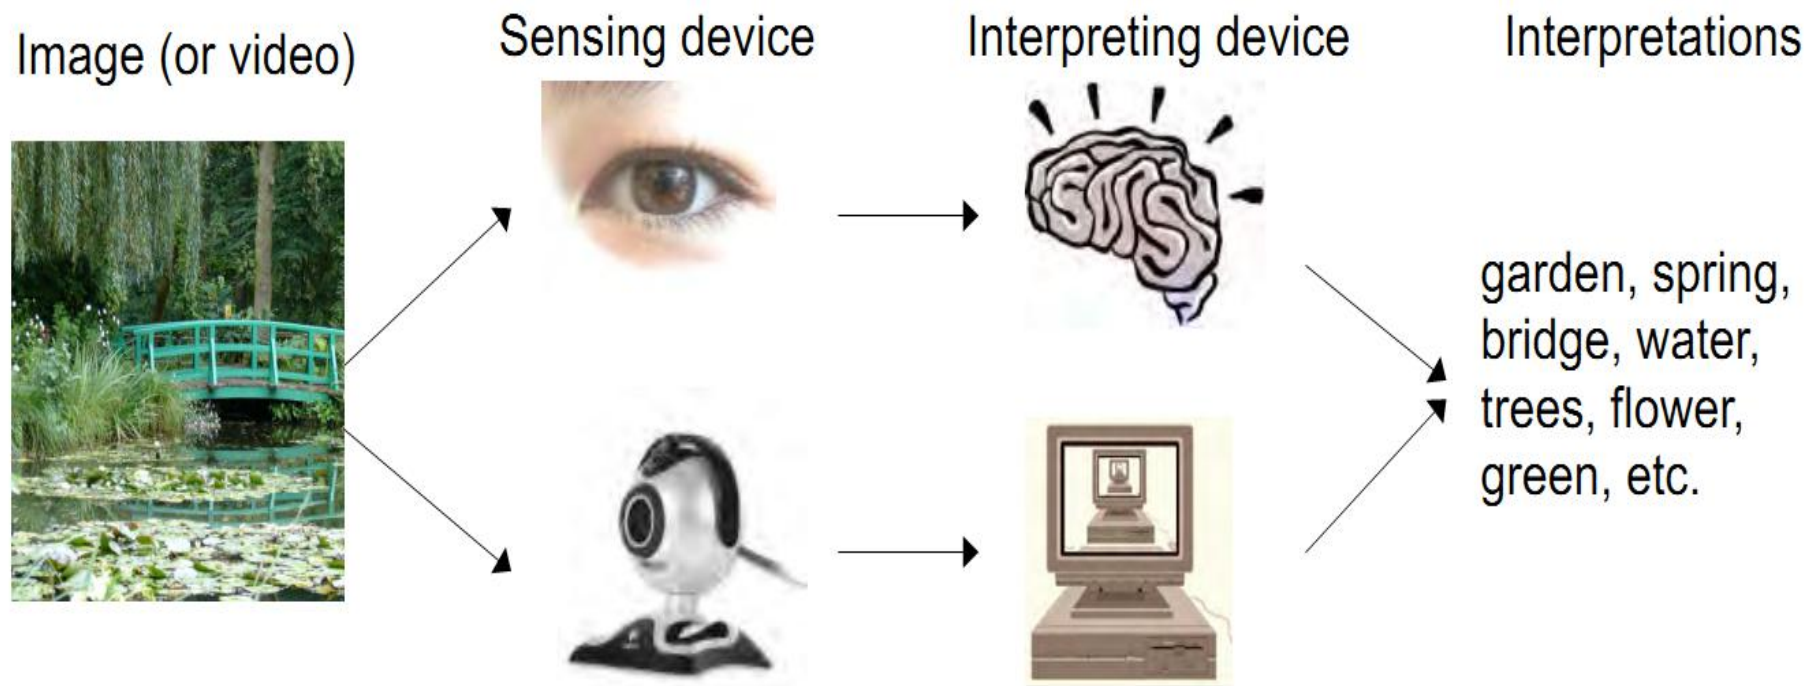 Image (or video)
Sensing device
Interpreting device
Interpretations
garden, spring,
bridge, water,
trees, flower,
green, etc.